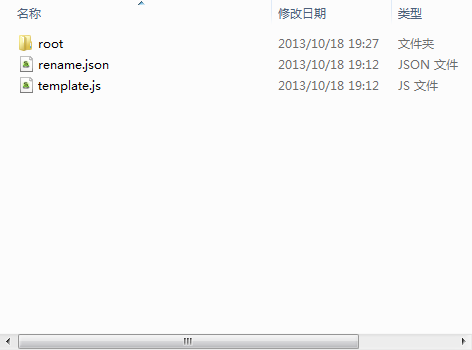 名称 修改日期 类型
root 2013/10/18 19:27 文件夹
rename.json 2013/10/18 19:12 JSON 文件
template.js 2013/10/18 19:12 JS 文件